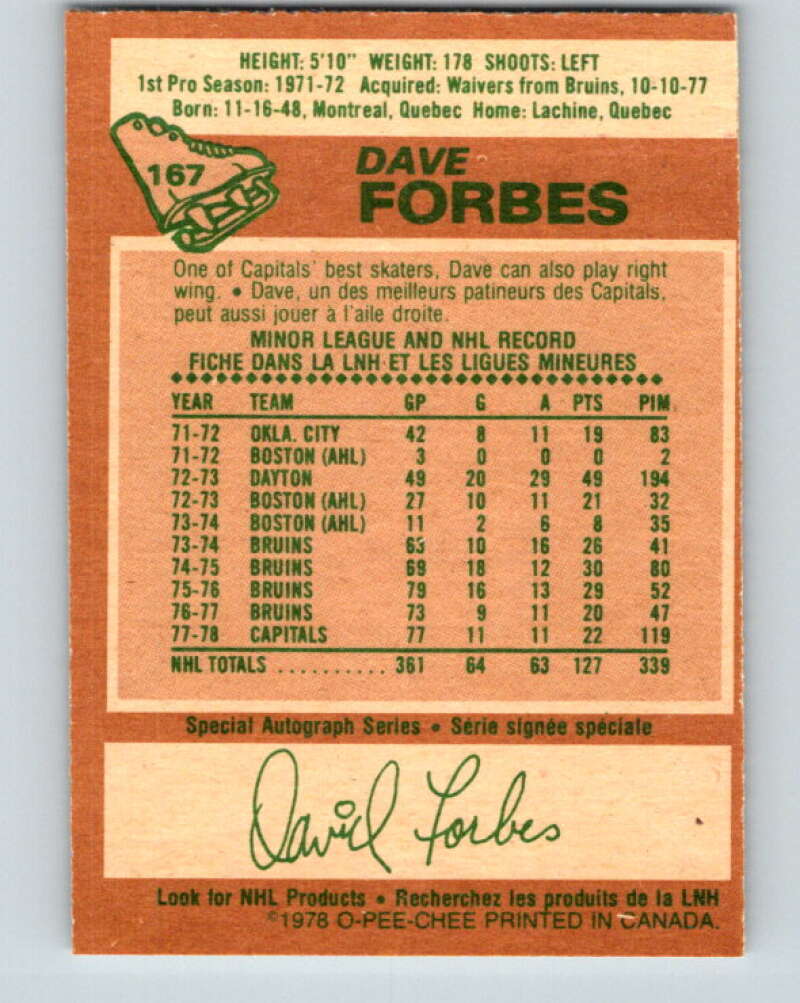 HEIGHT: 5'10" WEIGHT: 178 SHOOTS: LEFT
1st Pro Season: 1971-72 Acquired: Waivers from Bruins, 10-10-77
Born: 11-16-48, Montreal, Quebec Home: Lachine, Quebec
167
DAVE
FORBES
One of Capitals' best skaters, Dave can also play right
wing. • Dave, un des meilleurs patineurs des Capitals,
peut aussi jouer à l'aile droite.
MINOR LEAGUE AND NHL RECORD
FICHE DANS LA LNH ET LES LIGUES MINEURES
YEAR TEAM GP G A PTS PIM
71-72 OKLA. CITY 42 8 11 19 83
71-72 BOSTON (AHL) 3 0 0 0 2
72-73 DAYTON 49 20 29 49 194
72-73 BOSTON (AHL) 27 10 11 21 32
73-74 BOSTON (AHL) 11 2 6 8 35
73-74 BRUINS 63 10 16 26 41
74-75 BRUINS 69 18 12 30 80
75-76 BRUINS 79 16 13 29 52
76-77 BRUINS 73 9 11 20 47
77-78 CAPITALS 77 11 11 22 119
NHL TOTALS .......... 361 64 63 127 339
Special Autograph Series • Série signée spéciale
David Forbes
Look for NHL Products • Recherchez les produits de la LNH
©1978 O-PEE-CHEE PRINTED IN CANADA.